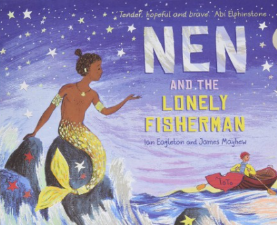 Tender, hopeful and brave. Abi Elphinstone
NEN
AND THE
LONELY
FISHERMAN
Ian Eagleton and James Mayhew